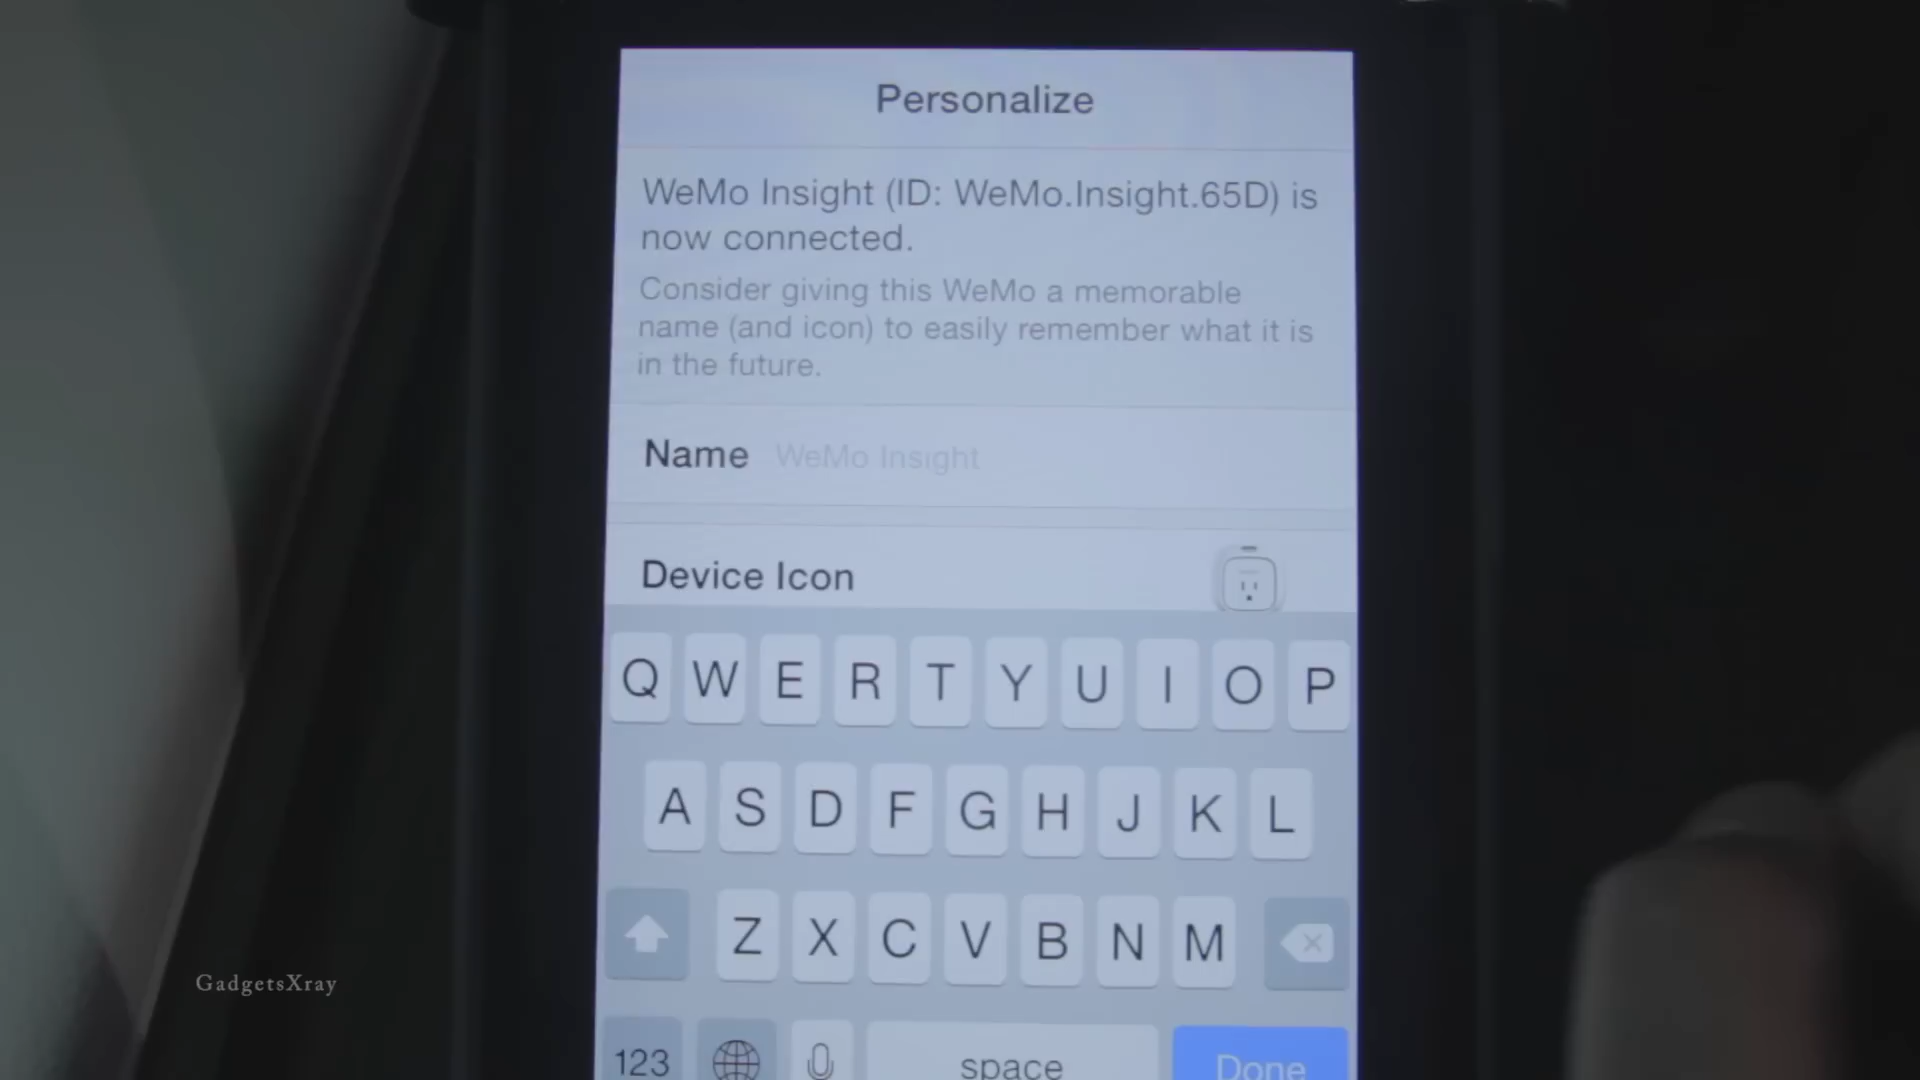 Personalize
WeMo Insight (ID: WeMo.Insight.65D) is
now connected.
Consider giving this WeMo a memorable
name (and icon) to easily remember what it is
in the future.
Name WeMo Insight
Device Icon
Q W E R T Y U I O P
A S D F G H J K L
Z X C V B N M
GadgetsXray
123 space Done